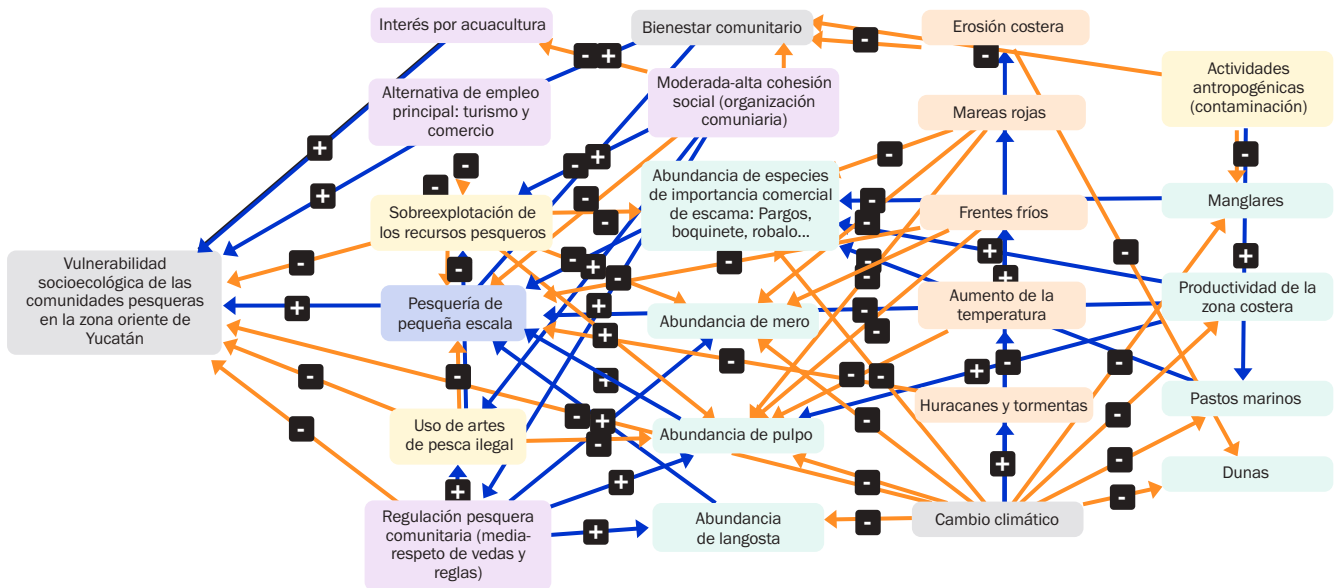 Interés por acuacultura
Bienestar comunitario
Erosión costera
Alternativa de empleo
principal: turismo y
comercio
Moderada-alta cohesión
social (organización
comuniaria)
Mareas rojas
Actividades
antropogénicas
(contaminación)
Sobreexplotación de
los recursos pesqueros
Abundancia de especies
de importancia comercial
de escama: Pargos,
boquinete, robalo...
Frentes fríos
Manglares
Vulnerabilidad
socioecológica de las
comunidades pesqueras
en la zona oriente de
Yucatán
Pesquería de
pequeña escala
Abundancia de mero
Aumento de la
temperatura
Productividad de la
zona costera
Uso de artes
de pesca ilegal
Abundancia de pulpo
Huracanes y tormentas
Pastos marinos
Dunas
Regulación pesquera
comunitaria (media-
respeto de vedas y
reglas)
Abundancia
de langosta
Cambio climático